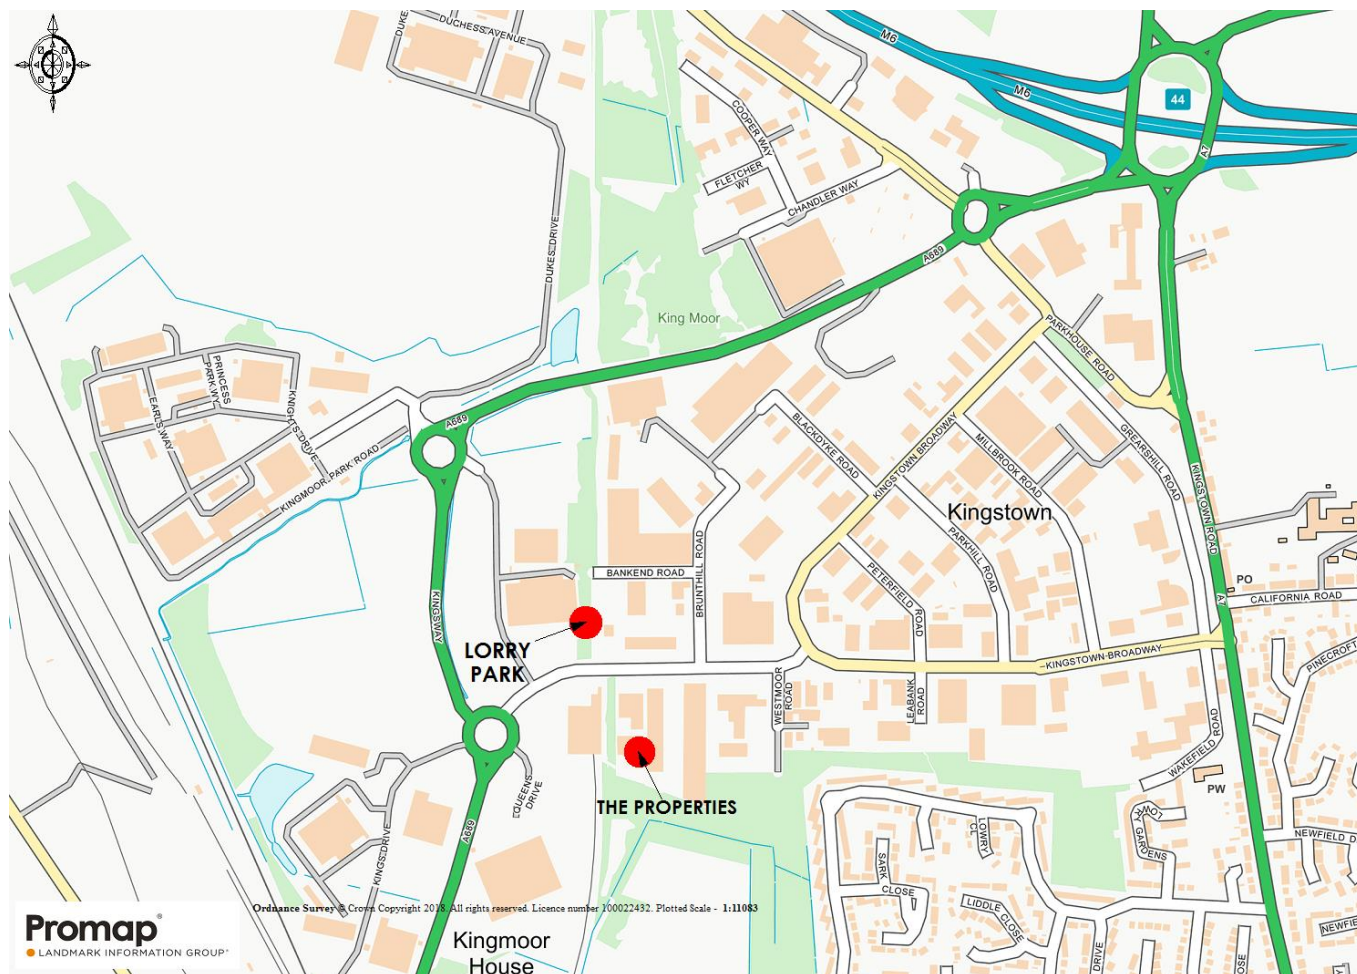 DUKE
DUCHESS AVENUE
M6
M6
44
A7
COOPER WAY
FLETCHER
WY
CHANDLER WAY
DUKES DRIVE
A689
King Moor
PARKHOUSE ROAD
PRINCESS
PARK WY
EARLS WAY
KNIGHTS DRIVE
KINGMOOR PARK ROAD
A689
BLACKDYKE ROAD
KINGSTOWN BROADWAY
MILLBROOK ROAD
GREARSHILL ROAD
KINGSTOWN ROAD
Kingstown
PARKHILL ROAD
PETERFIELD
ROAD
BRUNTHILL ROAD
BANKEND ROAD
KINGSWAY
PO
CALIFORNIA ROAD
A7
LORRY
PARK
KINGSTOWN BROADWAY
PINECROFT
WESTMOOR
ROAD
LEABANK
ROAD
WAKEFIELD ROAD
PW
QUEENS
DRIVE
THE PROPERTIES
A689
KINGS DRIVE
LOWRY
CL
LOW
RY
GARDENS
NEWFIELD D
SARK
CLOSE
LIDDLE CLOSE
DRIVE
OSE
NEWFIE
Ordnance Survey © Crown Copyright 2018. All rights reserved. Licence number 100022432. Plotted Scale - 1:11083
Promap®
LANDMARK INFORMATION GROUP®
Kingmoor
House